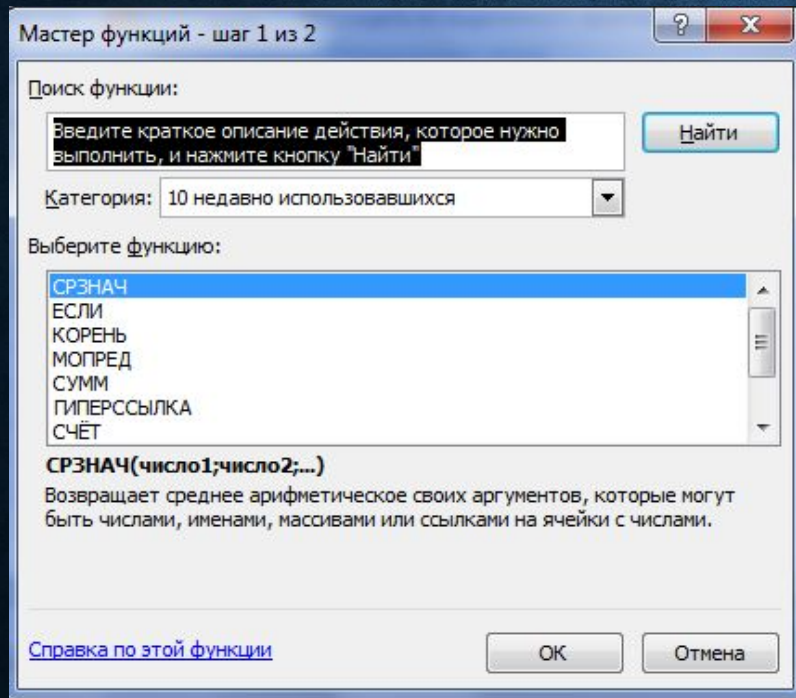 Мастер функций - шаг 1 из 2
Поиск функции:
Введите краткое описание действия, которое нужно
выполнить, и нажмите кнопку "Найти"
Найти
Категория: 10 недавно использовавшихся
Выберите функцию:
СРЗНАЧ
ЕСЛИ
КОРЕНЬ
МОПРЕД
СУММ
ГИПЕРССЫЛКА
СЧЁТ
СРЗНАЧ(число1;число2;...)
Возвращает среднее арифметическое своих аргументов, которые могут
быть числами, именами, массивами или ссылками на ячейки с числами.
Справка по этой функции
ОК
Отмена